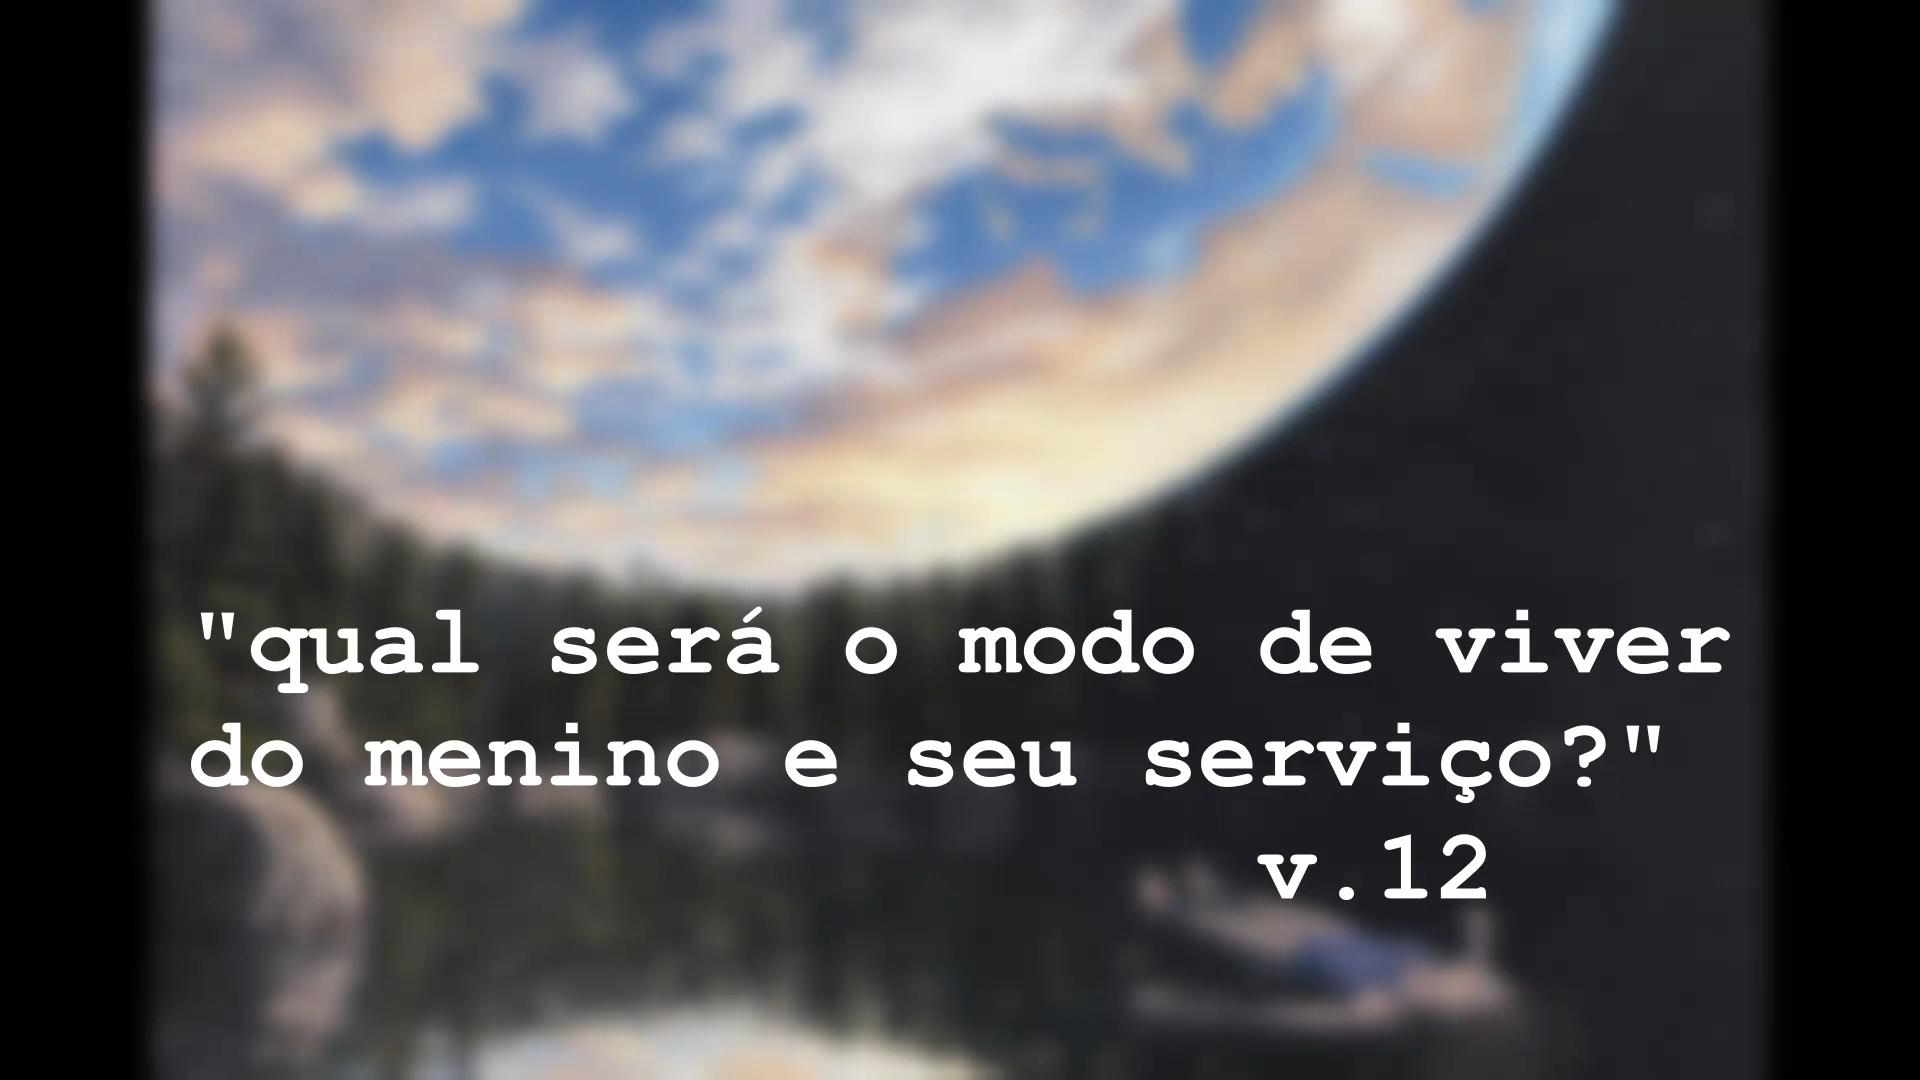 "qual será o modo de viver
do menino e seu serviço?"
v.12